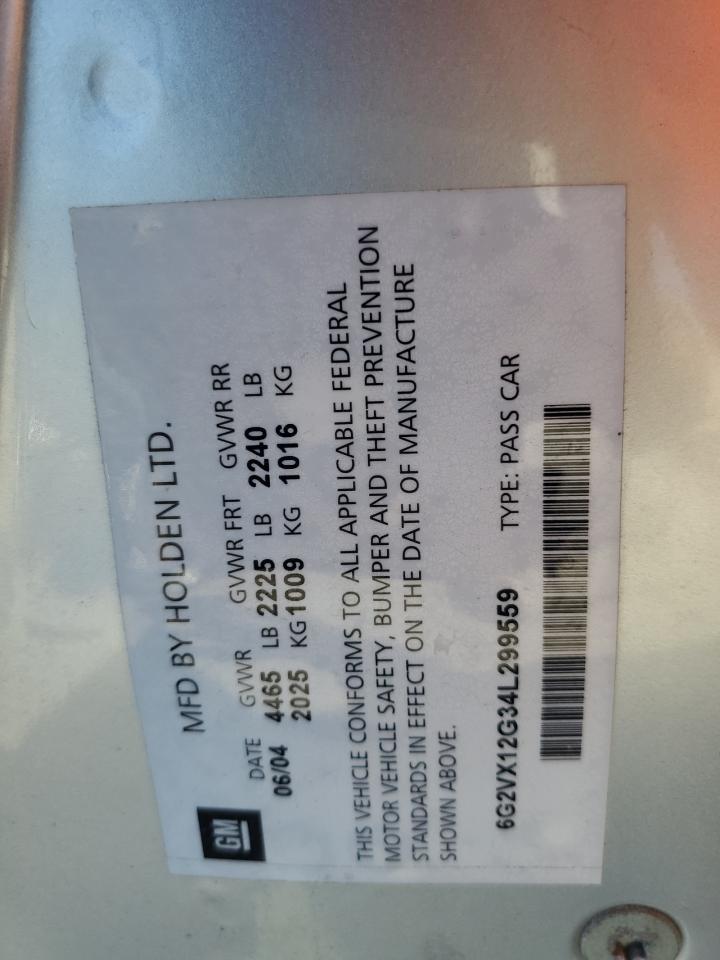 GM
MFD BY HOLDEN LTD.
DATE GVWR GVWR FRT GVWR RR
06/04 4465 LB 2225 LB 2240 LB
2025 KG 1009 KG 1016 KG
THIS VEHICLE CONFORMS TO ALL APPLICABLE FEDERAL
MOTOR VEHICLE SAFETY, BUMPER AND THEFT PREVENTION
STANDARDS IN EFFECT ON THE DATE OF MANUFACTURE
SHOWN ABOVE.
6G2VX12G34L299559 TYPE: PASS CAR